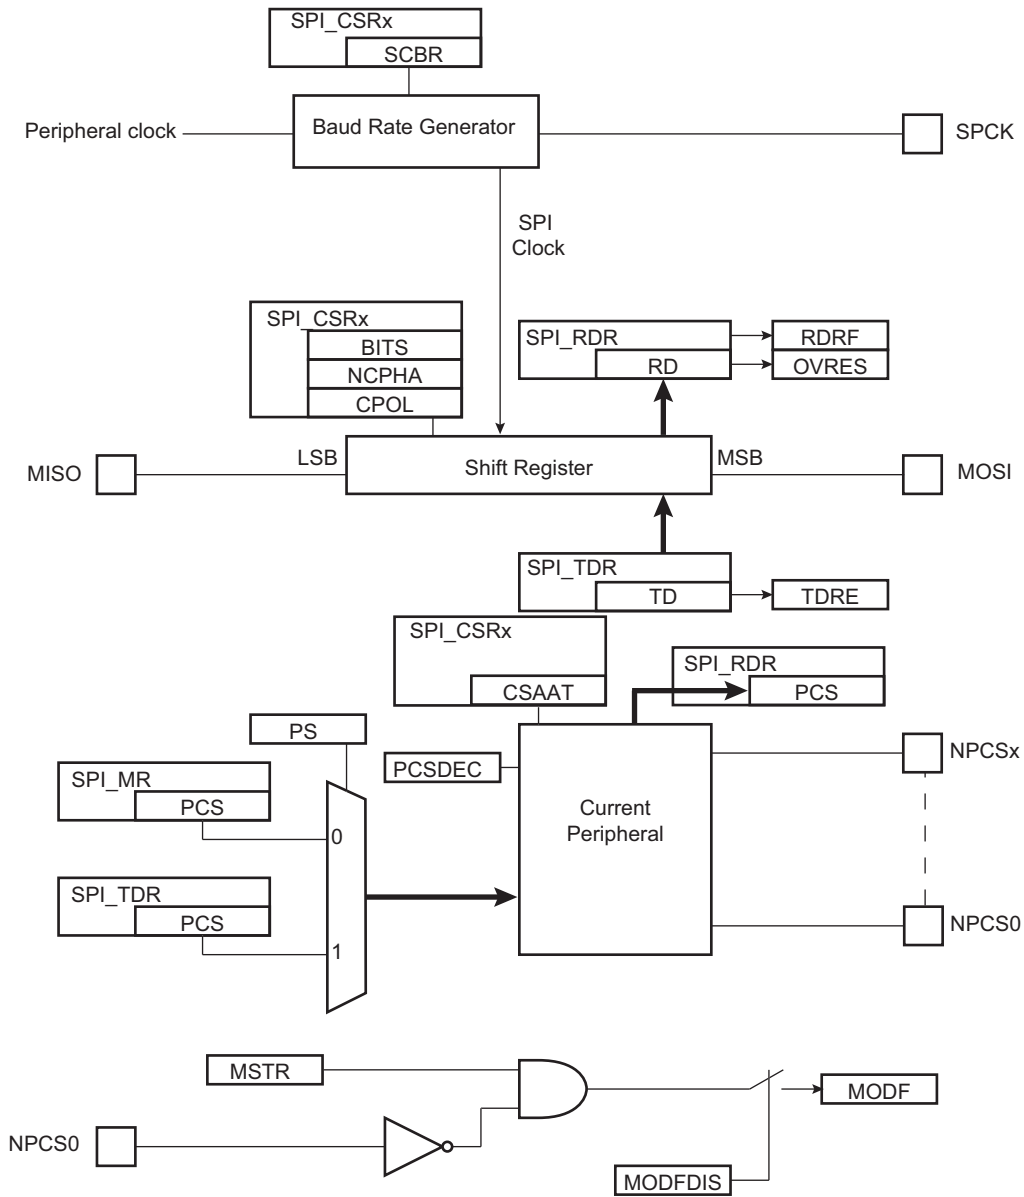 SPI_CSRx
SCBR
Peripheral clock
Baud Rate Generator
SPCK
SPI
Clock
SPI_CSRx
BITS
NCPHA
CPOL
SPI_RDR
RD
RDRF
OVRES
MISO
LSB
Shift Register
MSB
MOSI
SPI_TDR
TD
TDRE
SPI_CSRx
CSAAT
SPI_RDR
PCS
PS
PCSDEC
NPCSx
SPI_MR
PCS
0
Current
Peripheral
SPI_TDR
PCS
1
NPCS0
MSTR
MODF
NPCS0
MODFDIS